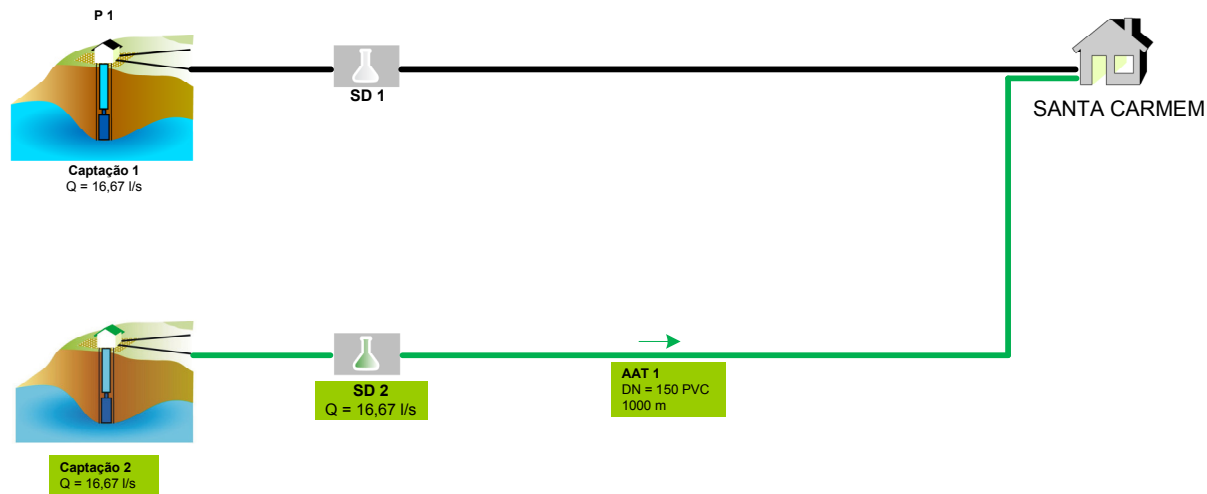 P 1
SD 1
SANTA CARMEM
Captação 1
Q = 16,67 l/s
SD 2
Q = 16,67 l/s
AAT 1
DN = 150 PVC
1000 m
Captação 2
Q = 16,67 l/s